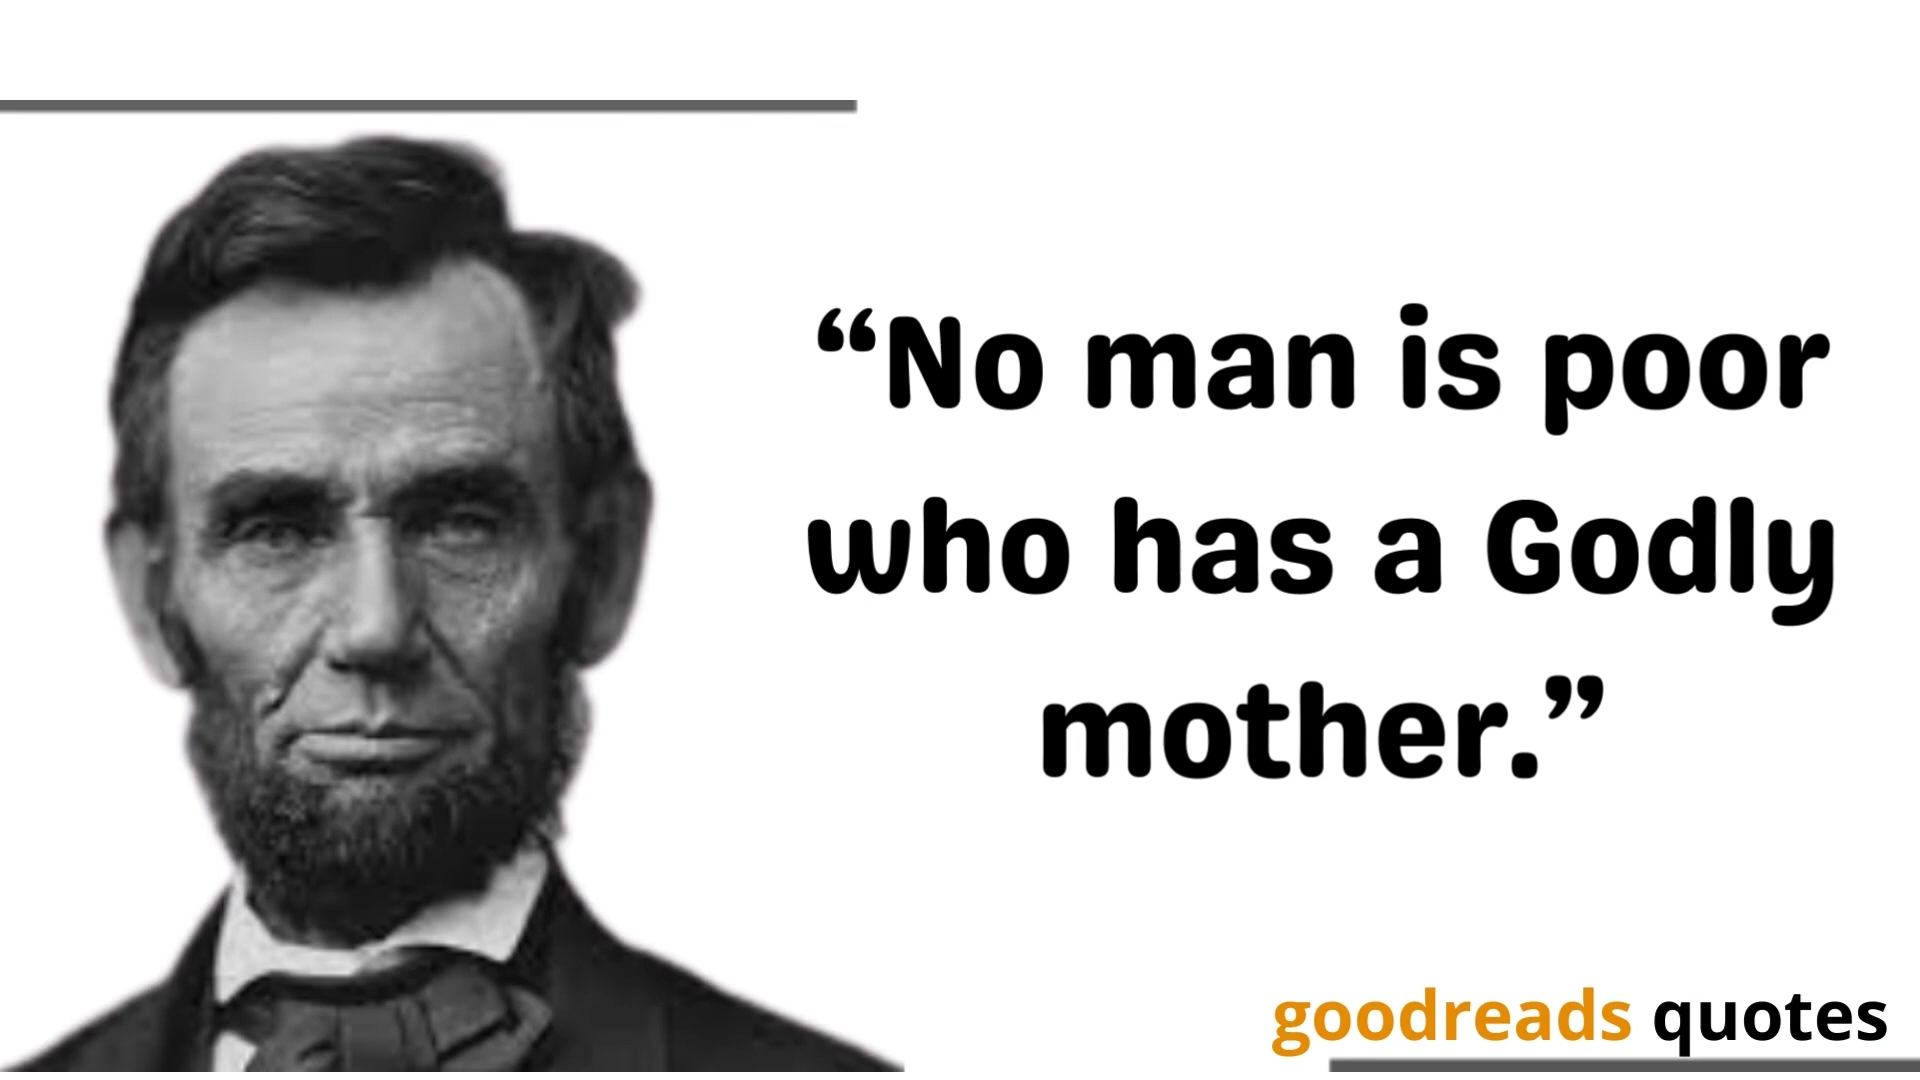 “No man is poor
who has a Godly
mother.”
goodreads quotes